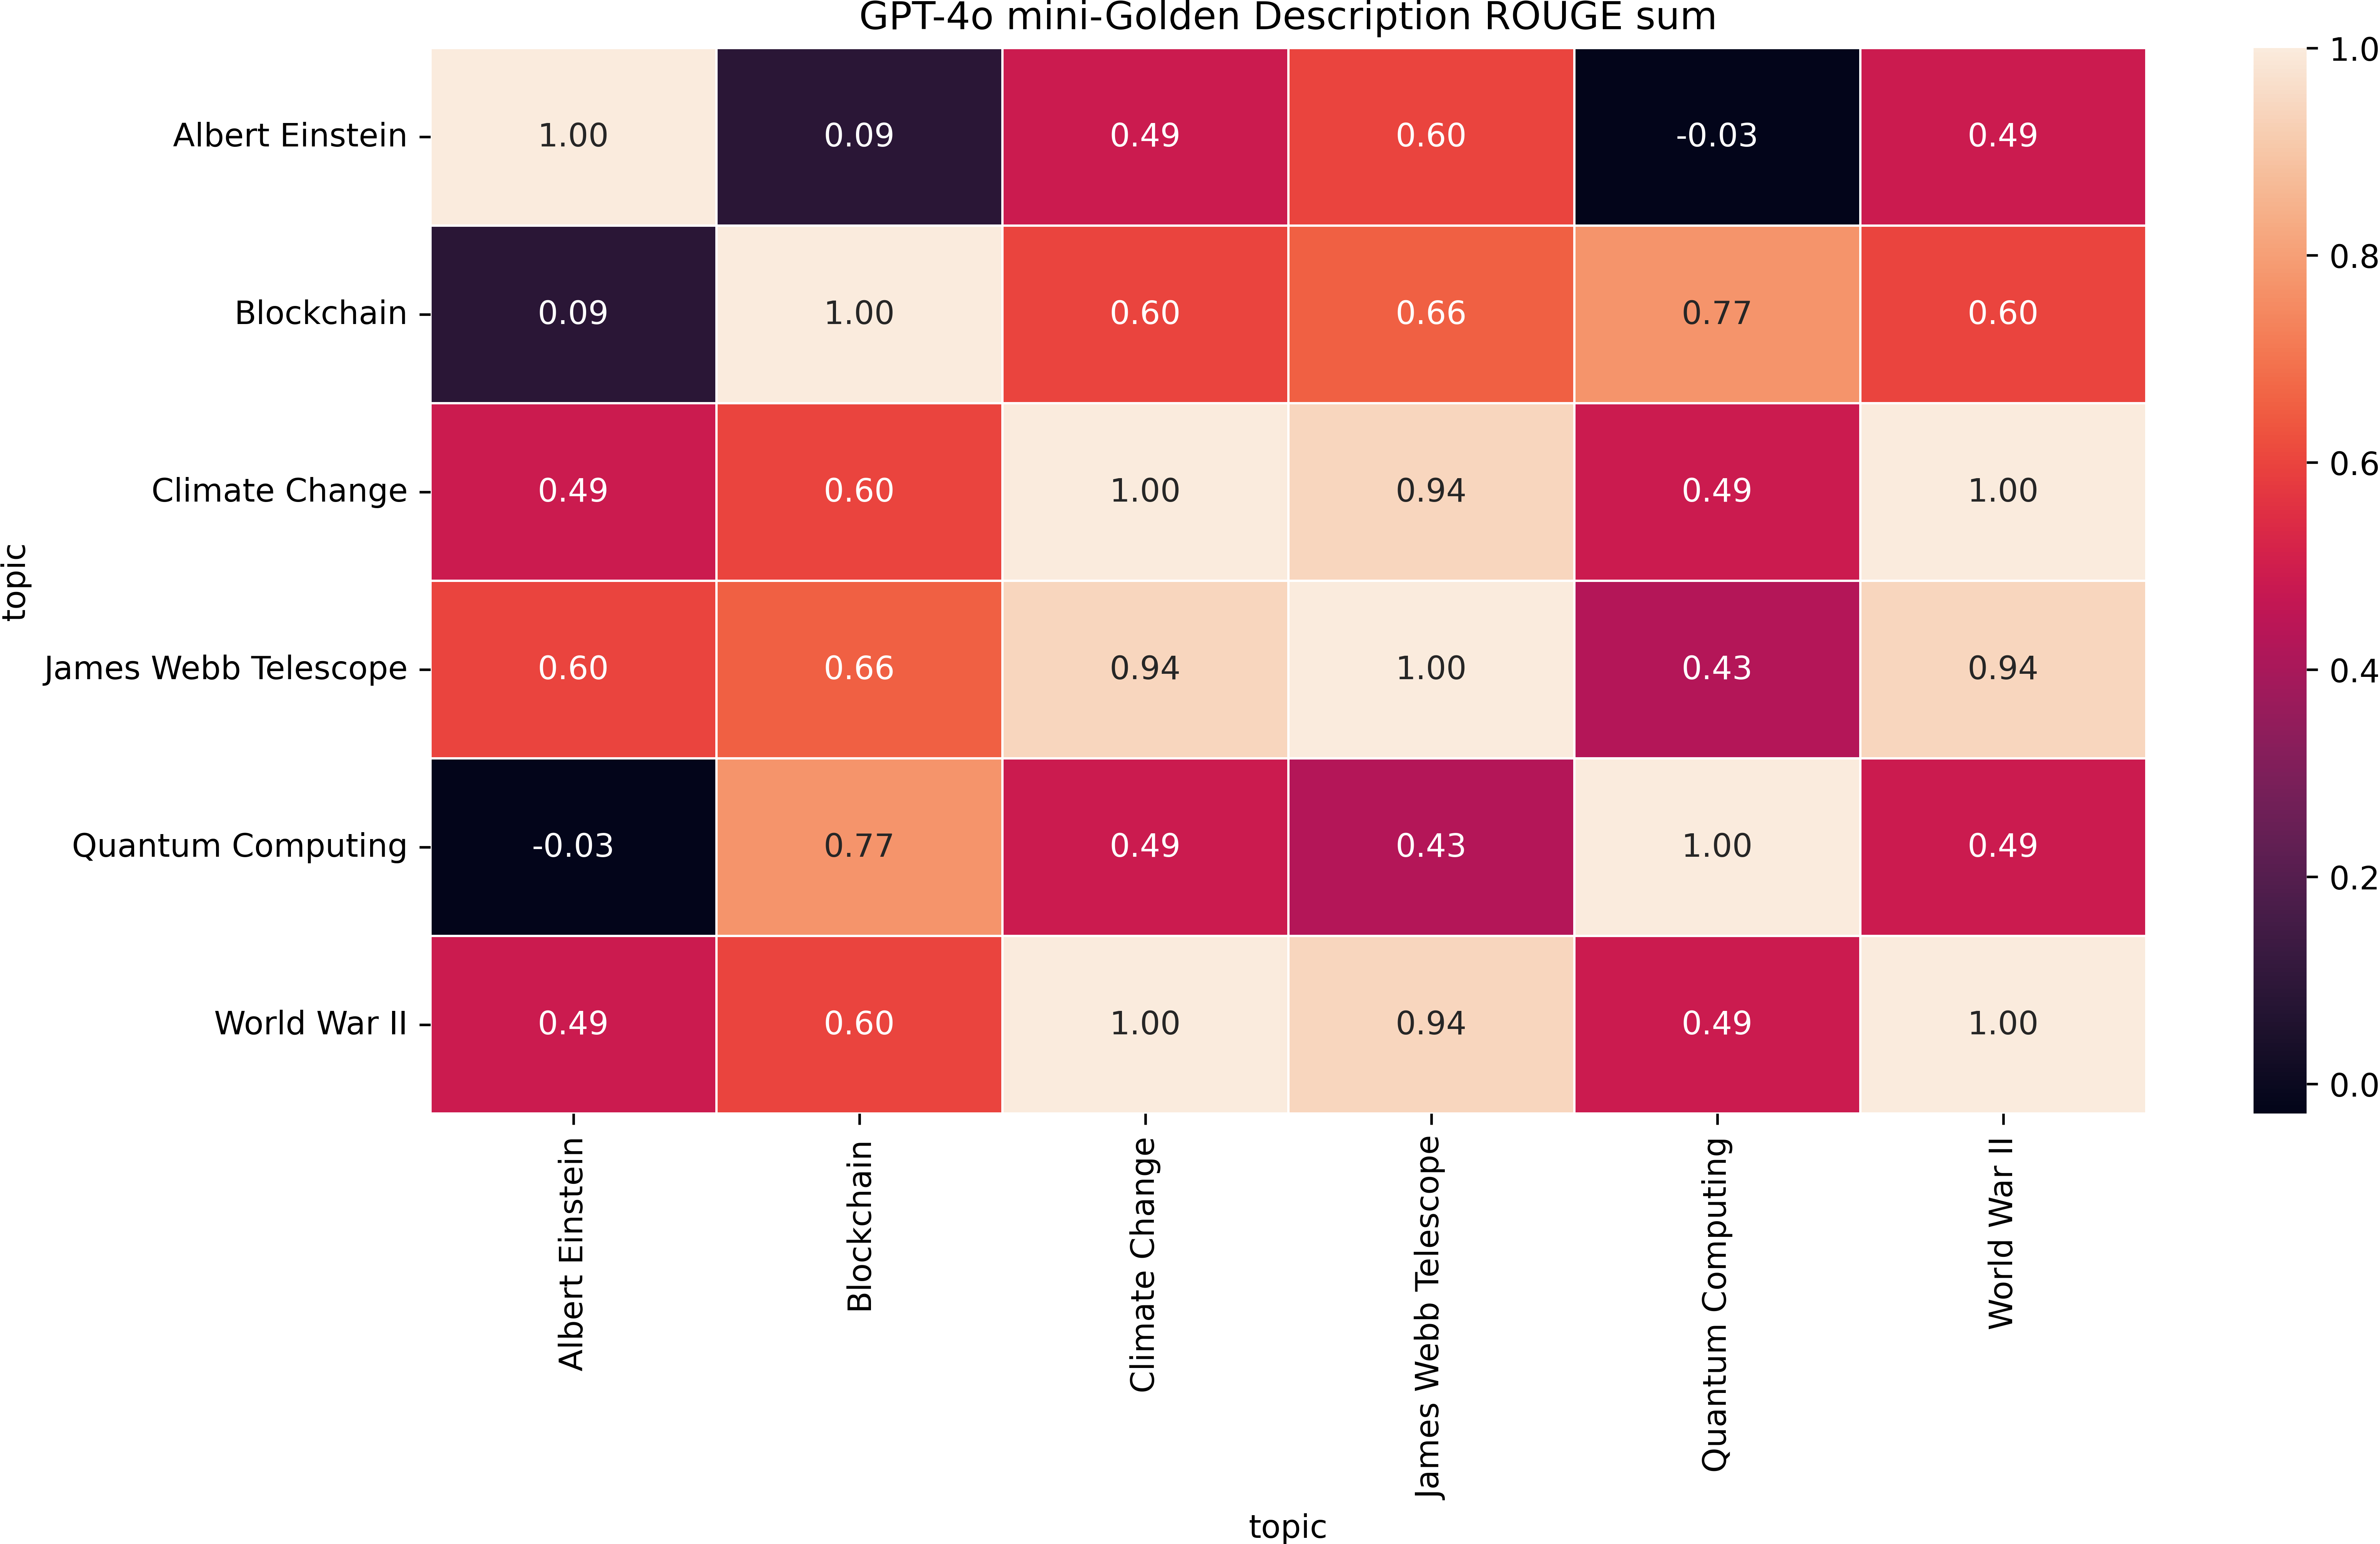 GPT-4o mini-Golden Description ROUGE sum
Albert Einstein 1.00 0.09 0.49 0.60 -0.03 0.49
Blockchain 0.09 1.00 0.60 0.66 0.77 0.60
Climate Change 0.49 0.60 1.00 0.94 0.49 1.00
James Webb Telescope 0.60 0.66 0.94 1.00 0.43 0.94
Quantum Computing -0.03 0.77 0.49 0.43 1.00 0.49
World War II 0.49 0.60 1.00 0.94 0.49 1.00
topic
Albert Einstein
Blockchain
Climate Change
James Webb Telescope
Quantum Computing
World War II
topic
1.0
0.8
0.6
0.4
0.2
0.0